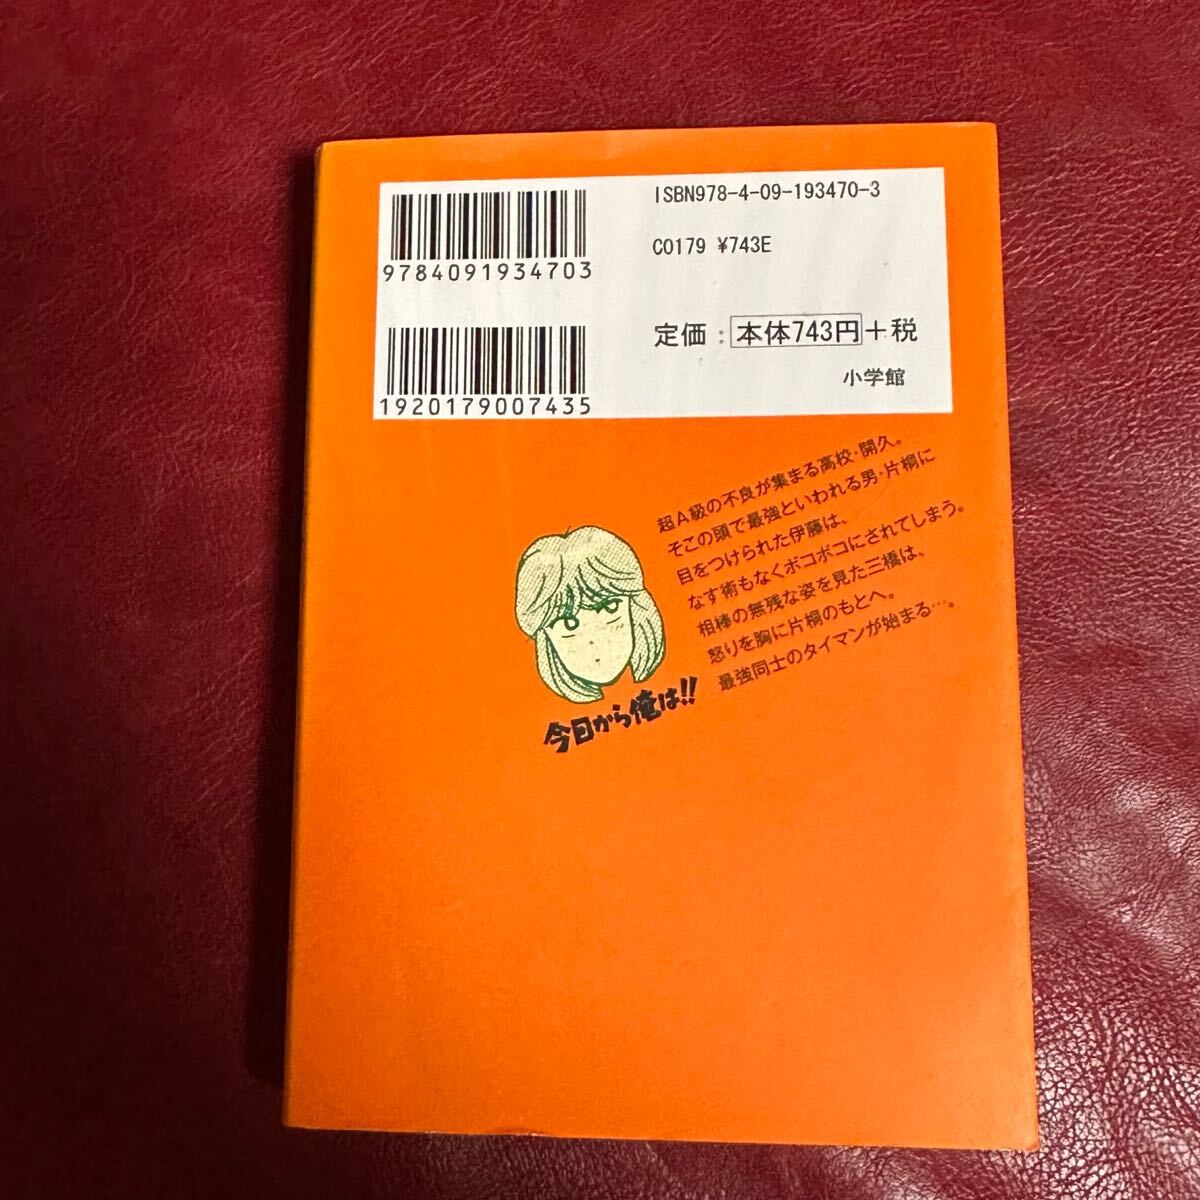 ISBN978-4-09-193470-3
C0179 ¥743E
9784091934703
定価：本体743円＋税
小学館
1920179007435
超A級の不良が集まる高校・開久。
そこの頭で最強といわれる男・片桐に
目をつけられた伊藤は、
なす術もなくボコボコにされてしまう。
相棒の無残な姿を見た三橋は、
怒りを胸に片桐のもとへ。
最強同士のタイマンが始まる…。
今日から俺は!!